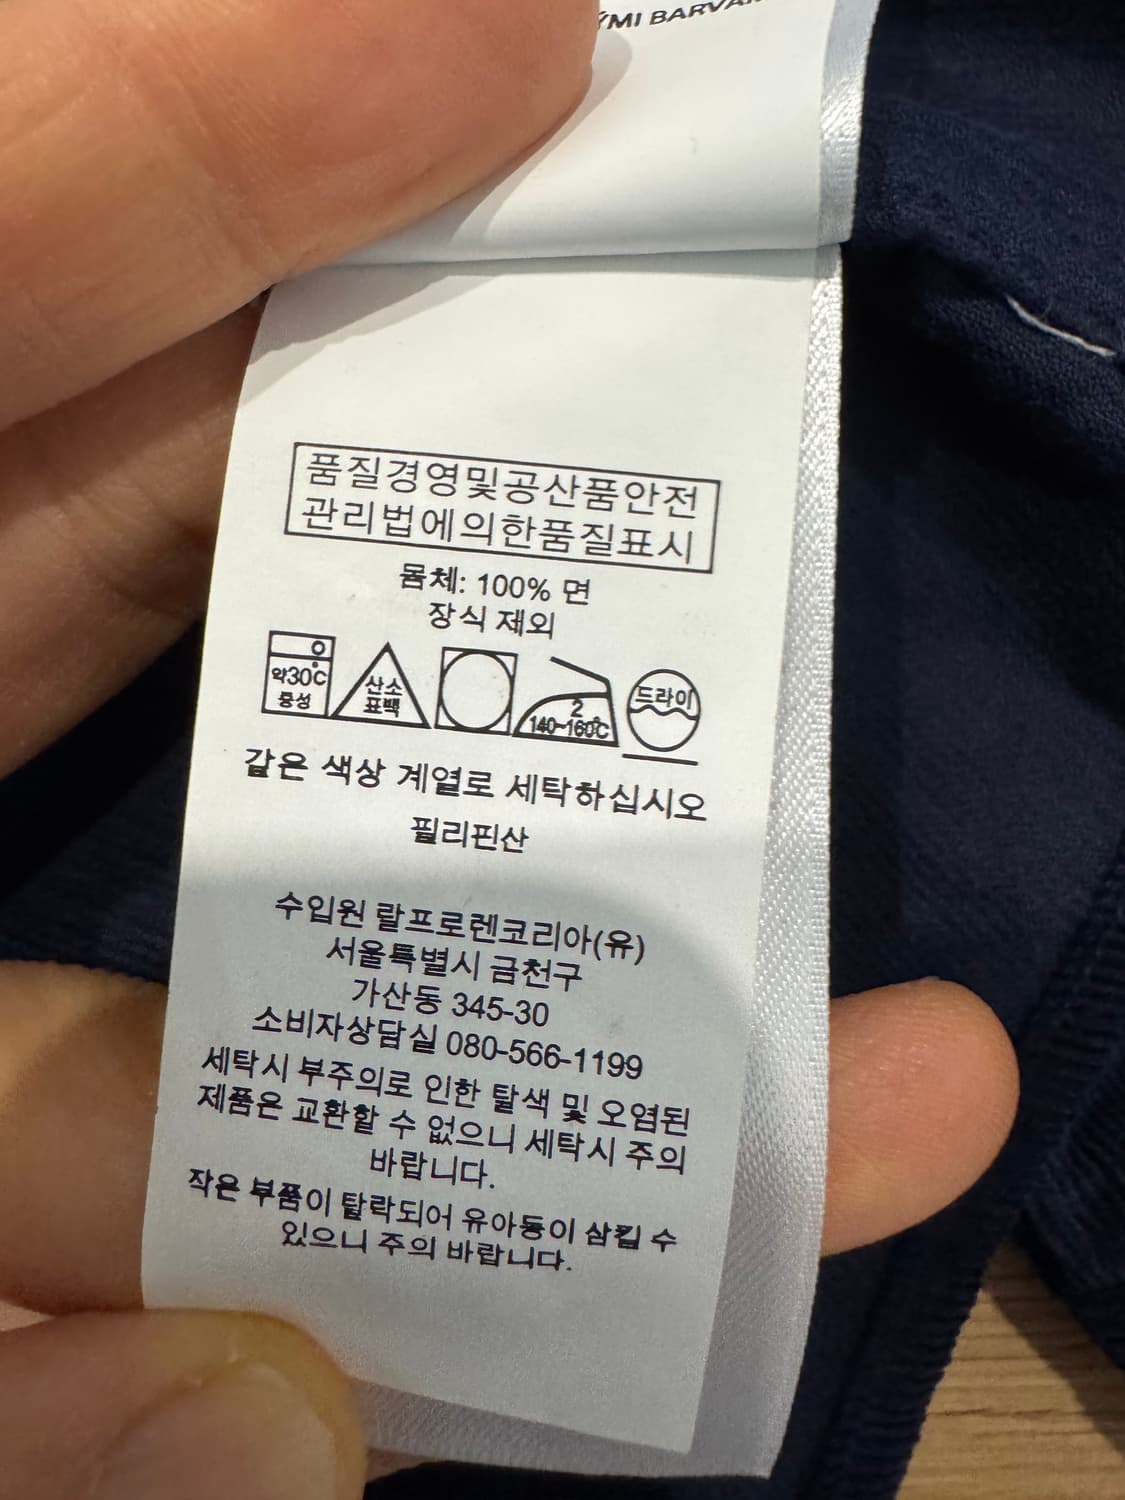 BARVAM
품질경영및공산품안전
관리법에의한품질표시
몸체: 100% 면
장식 제외
약30℃
중성
산소
표백
2
140~160℃
드라이
같은 색상 계열로 세탁하십시오
필리핀산
수입원 랄프로렌코리아(유)
서울특별시 금천구
가산동 345-30
소비자상담실 080-566-1199
세탁시 부주의로 인한 탈색 및 오염된
제품은 교환할 수 없으니 세탁시 주의
바랍니다.
작은 부품이 탈락되어 유아동이 삼킬 수
있으니 주의 바랍니다.